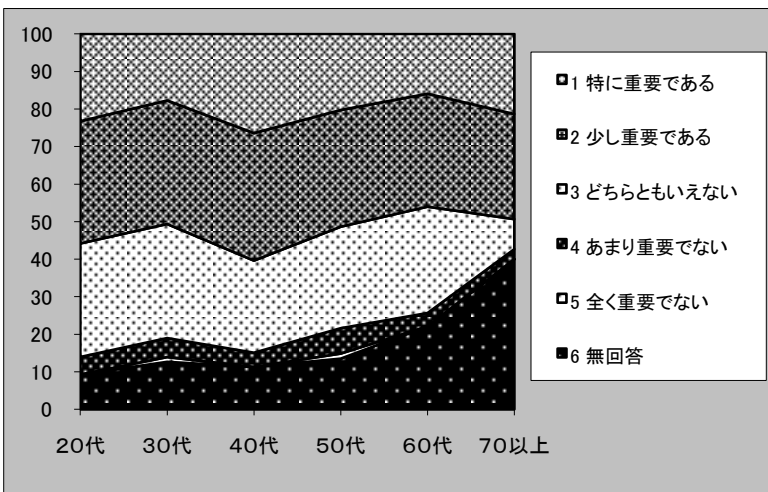 100
90
80
70
60
50
40
30
20
10
0
20代 30代 40代 50代 60代 70以上
1 特に重要である
2 少し重要である
3 どちらともいえない
4 あまり重要でない
5 全く重要でない
6 無回答